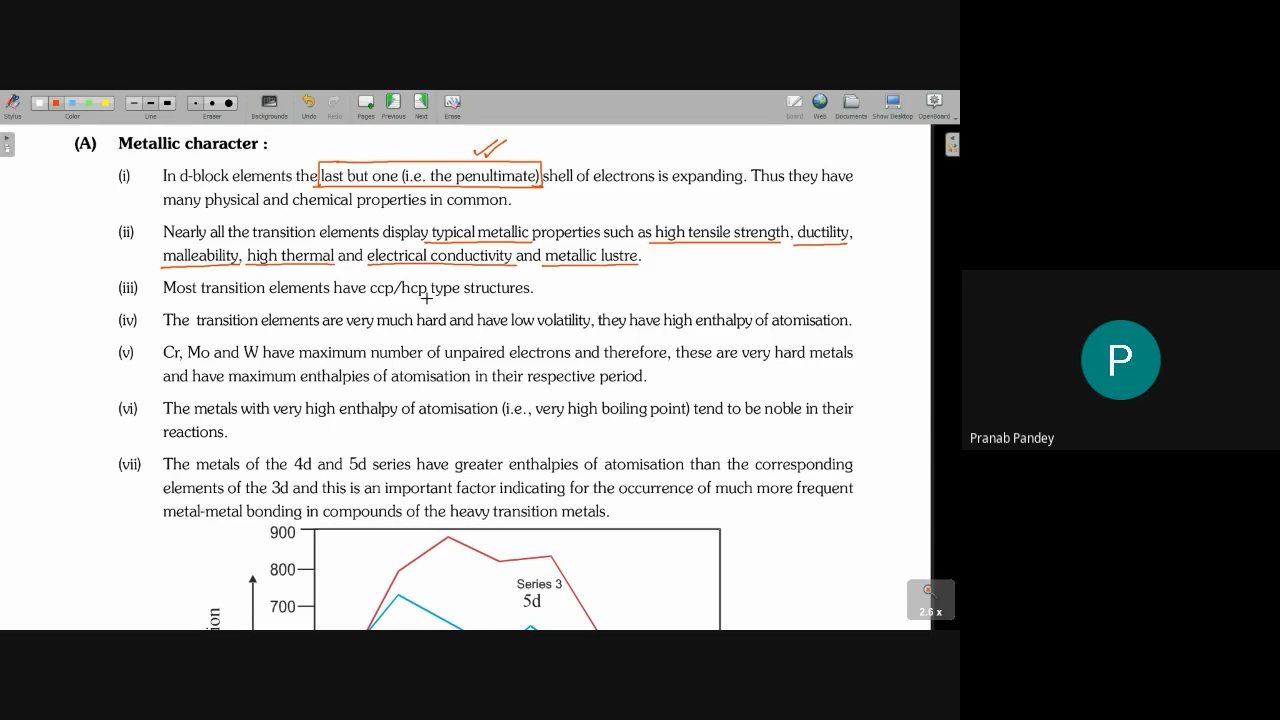 Stylus Color Line Eraser Backgrounds Undo Redo Pages Previous Next Erase Board Web Documents Show Desktop OpenBoard
(A) Metallic character :
(i) In d-block elements the last but one (i.e. the penultimate) shell of electrons is expanding. Thus they have
many physical and chemical properties in common.
(ii) Nearly all the transition elements display typical metallic properties such as high tensile strength, ductility,
malleability, high thermal and electrical conductivity and metallic lustre.
(iii) Most transition elements have ccp/hcp type structures.
(iv) The transition elements are very much hard and have low volatility, they have high enthalpy of atomisation.
(v) Cr, Mo and W have maximum number of unpaired electrons and therefore, these are very hard metals
and have maximum enthalpies of atomisation in their respective period.
(vi) The metals with very high enthalpy of atomisation (i.e., very high boiling point) tend to be noble in their
reactions.
(vii) The metals of the 4d and 5d series have greater enthalpies of atomisation than the corresponding
elements of the 3d and this is an important factor indicating for the occurrence of much more frequent
metal-metal bonding in compounds of the heavy transition metals.
900
800
Series 3
5d
700
2.6 x
P
Pranab Pandey